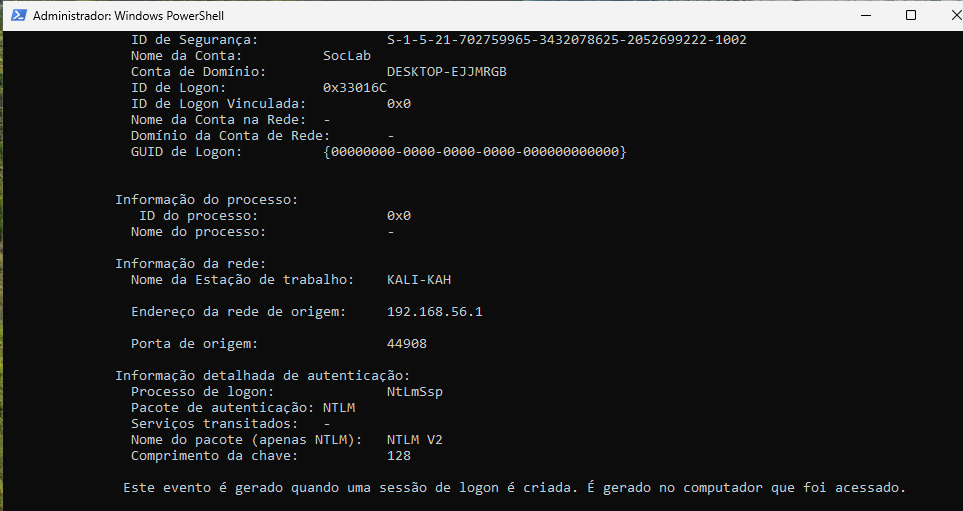 Administrador: Windows PowerShell
ID de Segurança: S-1-5-21-702759965-3432078625-2052699222-1002
Nome da Conta: SocLab
Conta de Domínio: DESKTOP-EJJMRGB
ID de Logon: 0x33016C
ID de Logon Vinculada: 0x0
Nome da Conta na Rede: -
Domínio da Conta de Rede: -
GUID de Logon: {00000000-0000-0000-0000-000000000000}
Informação do processo:
ID do processo: 0x0
Nome do processo: -
Informação da rede:
Nome da Estação de trabalho: KALI-KAH
Endereço da rede de origem: 192.168.56.1
Porta de origem: 44908
Informação detalhada de autenticação:
Processo de logon: NtLmSsp
Pacote de autenticação: NTLM
Serviços transitados: -
Nome do pacote (apenas NTLM): NTLM V2
Comprimento da chave: 128
Este evento é gerado quando uma sessão de logon é criada. É gerado no computador que foi acessado.